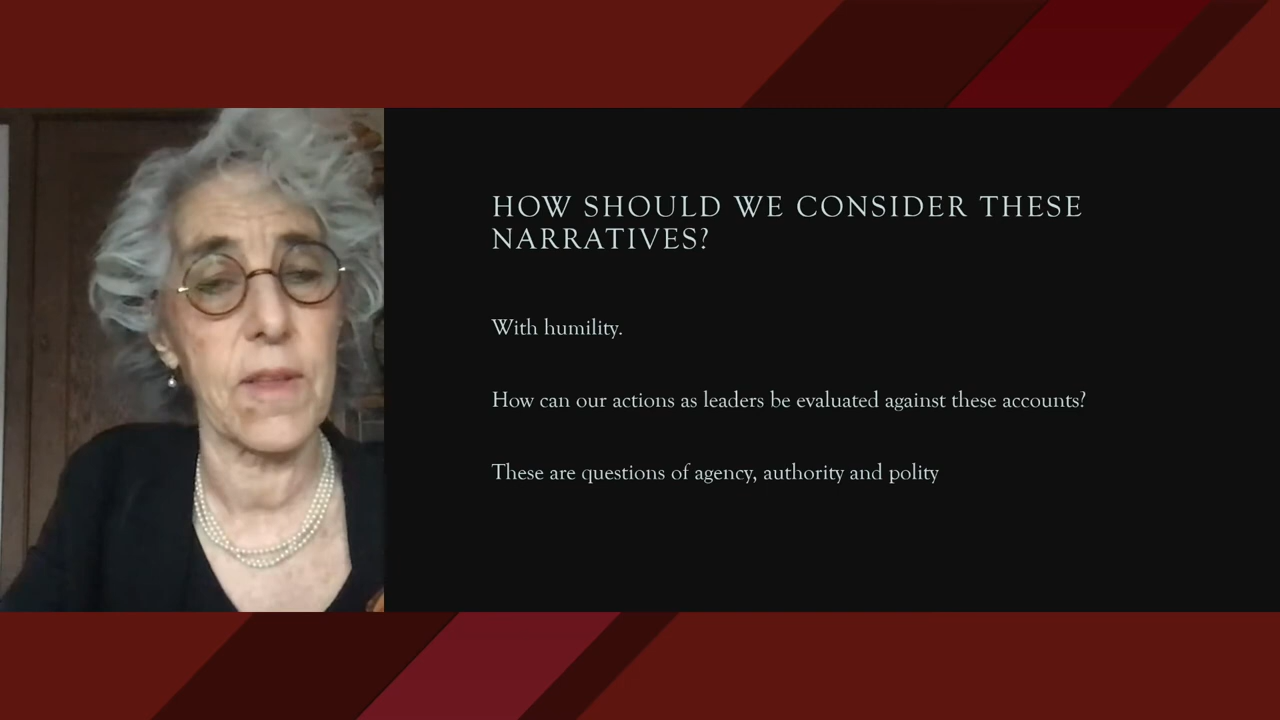 HOW SHOULD WE CONSIDER THESE
NARRATIVES?
With humility.
How can our actions as leaders be evaluated against these accounts?
These are questions of agency, authority and polity